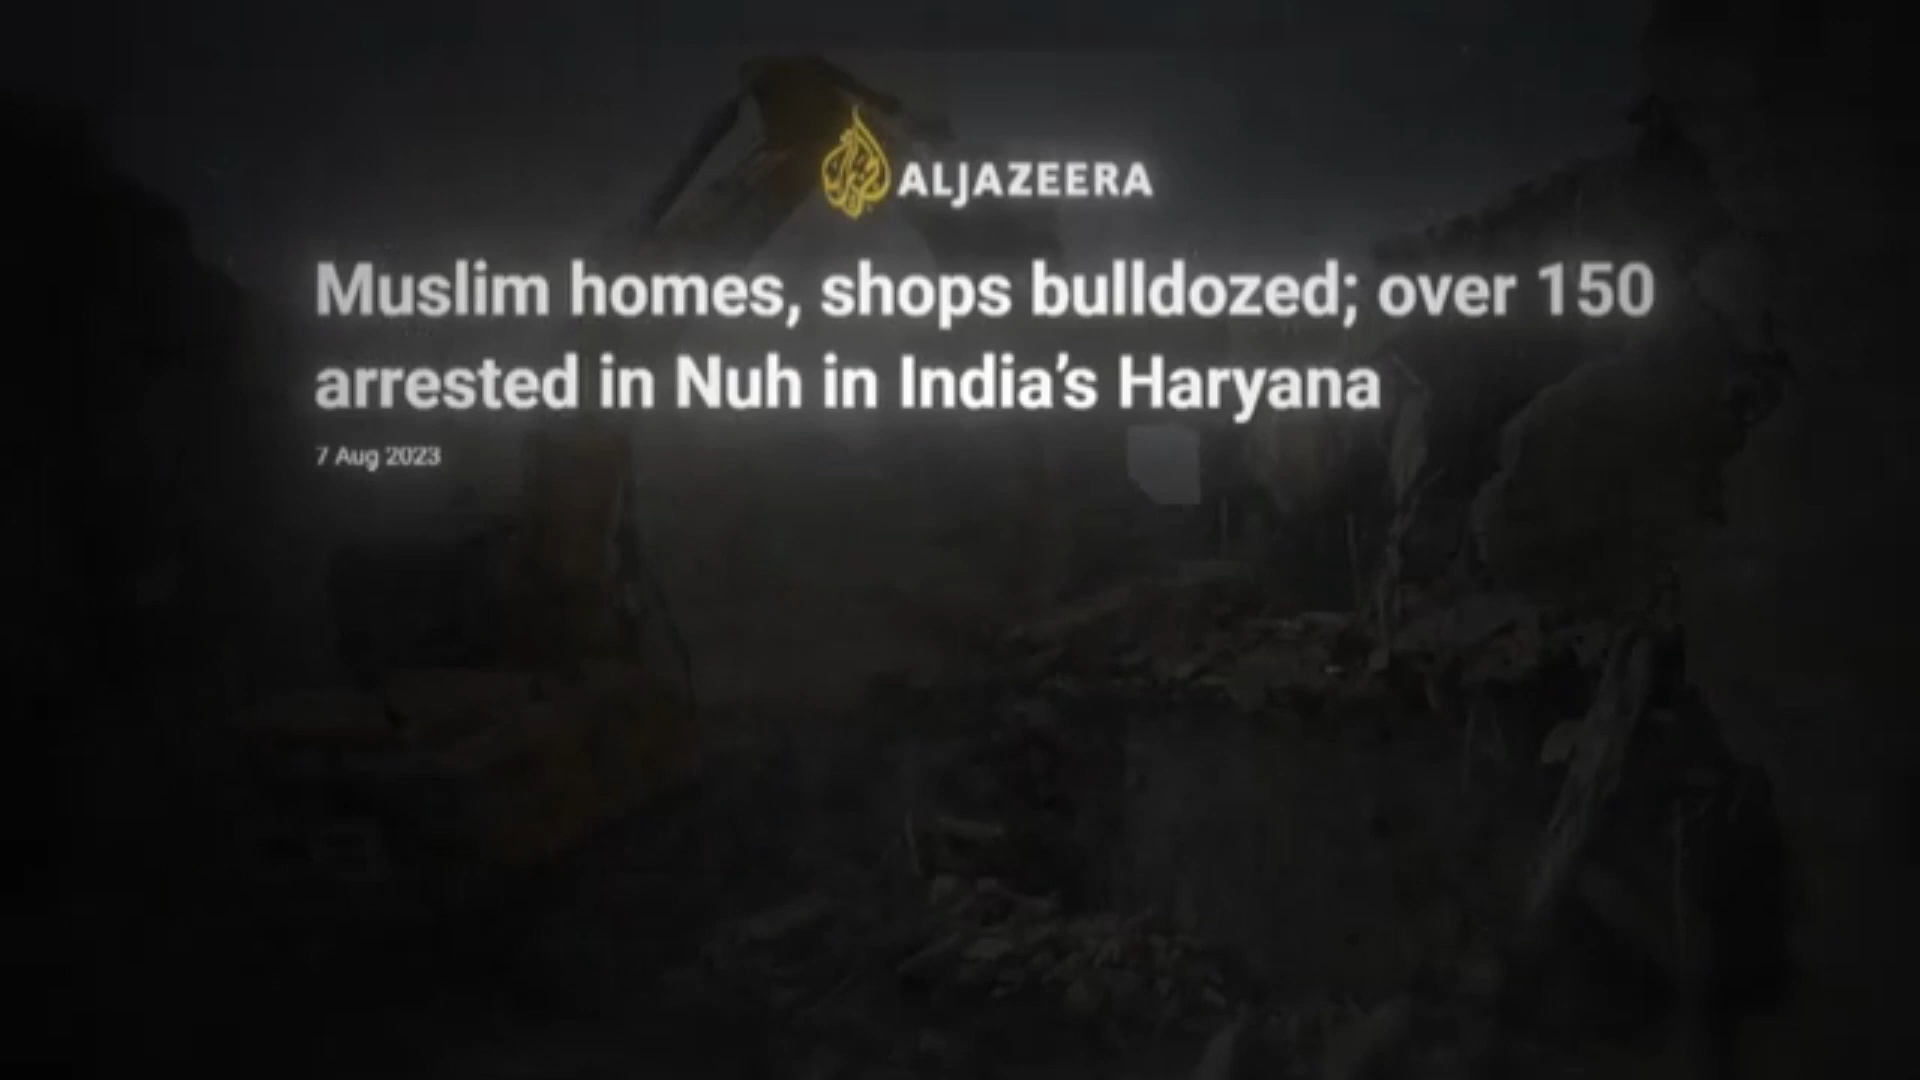 ALJAZEERA
Muslim homes, shops bulldozed; over 150
arrested in Nuh in India’s Haryana
7 Aug 2023